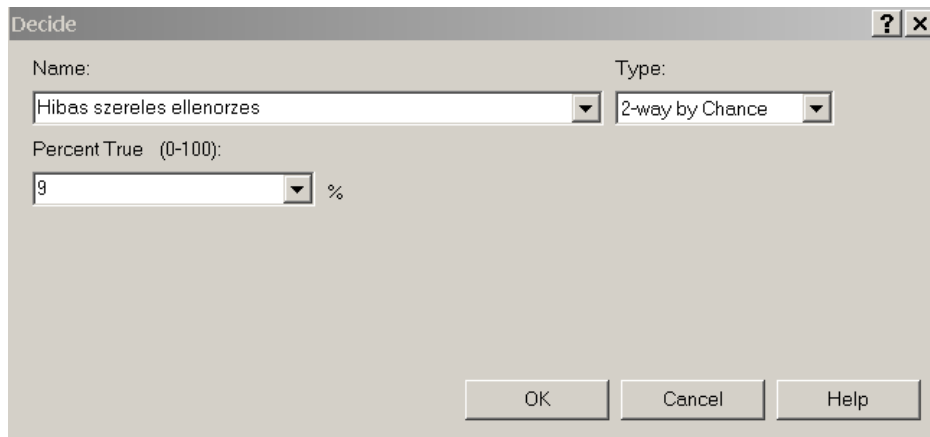 Decide
Name: Type:
Hibas szereles ellenorzes 2-way by Chance
Percent True (0-100):
9 %
OK Cancel Help